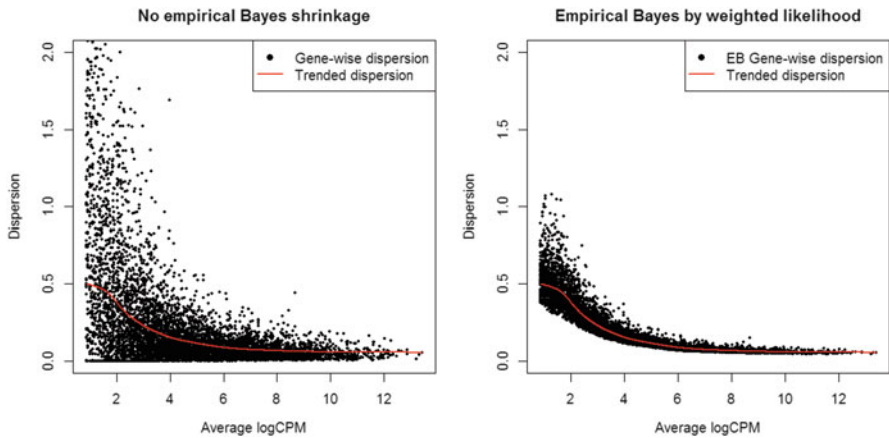 No empirical Bayes shrinkage
Gene-wise dispersion
Trended dispersion
2.0
1.5
1.0
0.5
0.0
Dispersion
2 4 6 8 10 12
Average logCPM
Empirical Bayes by weighted likelihood
EB Gene-wise dispersion
Trended dispersion
2.0
1.5
1.0
0.5
0.0
Dispersion
2 4 6 8 10 12
Average logCPM